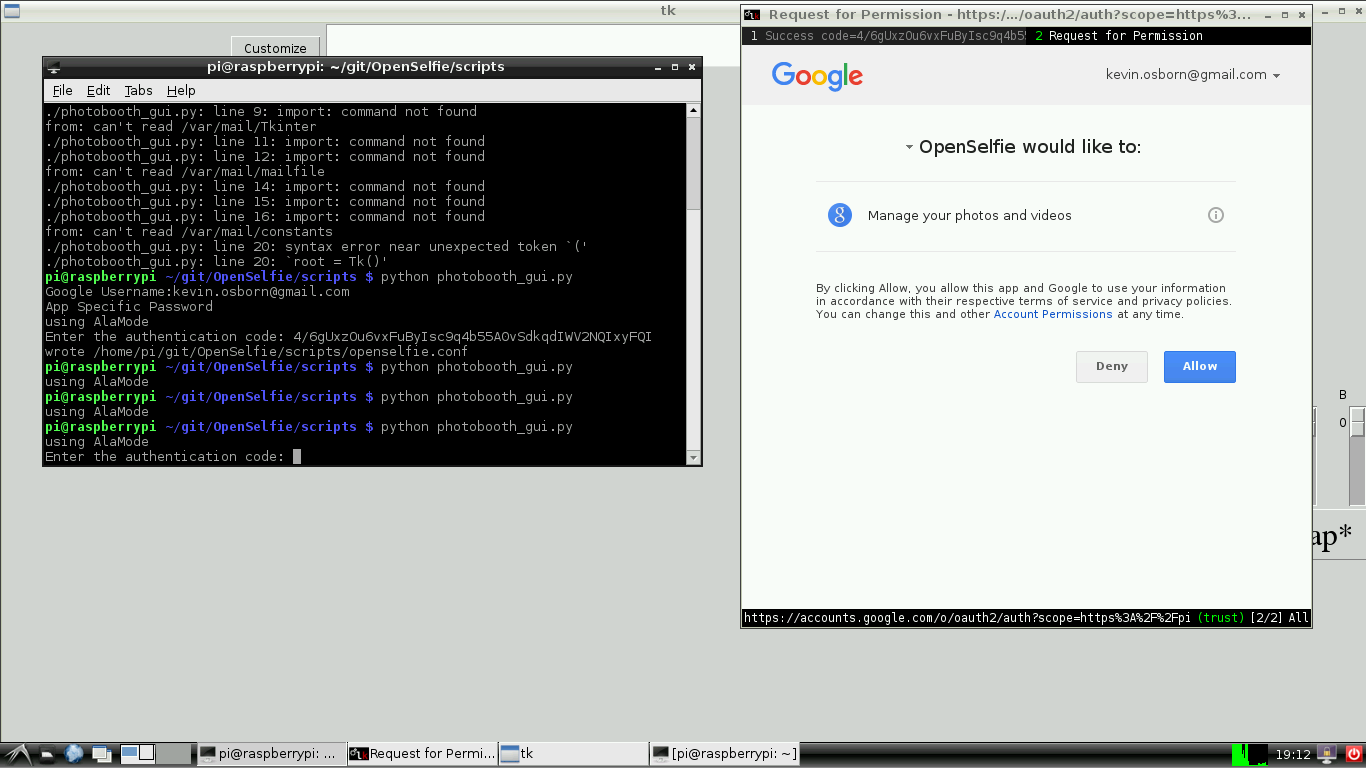 tk
Customize
pi@raspberrypi: ~/git/OpenSelfie/scripts
File Edit Tabs Help
./photobooth_gui.py: line 9: import: command not found
from: can't read /var/mail/Tkinter
./photobooth_gui.py: line 11: import: command not found
./photobooth_gui.py: line 12: import: command not found
from: can't read /var/mail/mailfile
./photobooth_gui.py: line 14: import: command not found
./photobooth_gui.py: line 15: import: command not found
./photobooth_gui.py: line 16: import: command not found
from: can't read /var/mail/constants
./photobooth_gui.py: line 20: syntax error near unexpected token `('
./photobooth_gui.py: line 20: `root = Tk()'
pi@raspberrypi ~/git/OpenSelfie/scripts $ python photobooth_gui.py
Google Username:kevin.osborn@gmail.com
App Specific Password
using AlaMode
Enter the authentication code: 4/6gUxzOu6vxFuByIsc9q4b55AOvSdkqdIWV2NQIxyFQI
wrote /home/pi/git/OpenSelfie/scripts/openselfie.conf
pi@raspberrypi ~/git/OpenSelfie/scripts $ python photobooth_gui.py
using AlaMode
pi@raspberrypi ~/git/OpenSelfie/scripts $ python photobooth_gui.py
using AlaMode
pi@raspberrypi ~/git/OpenSelfie/scripts $ python photobooth_gui.py
using AlaMode
Enter the authentication code:
Request for Permission - https:/.../oauth2/auth?scope=https%3...
1 Success code=4/6gUxzOu6vxFuByIsc9q4b5 2 Request for Permission
Google kevin.osborn@gmail.com
OpenSelfie would like to:
8 Manage your photos and videos
By clicking Allow, you allow this app and Google to use your information
in accordance with their respective terms of service and privacy policies.
You can change this and other Account Permissions at any time.
Deny Allow
https://accounts.google.com/o/oauth2/auth?scope=https%3A%2F%2Fpi (trust) [2/2] All
B
0
ap*
pi@raspberrypi: ... Request for Permi... tk [pi@raspberrypi: ~] 19:12